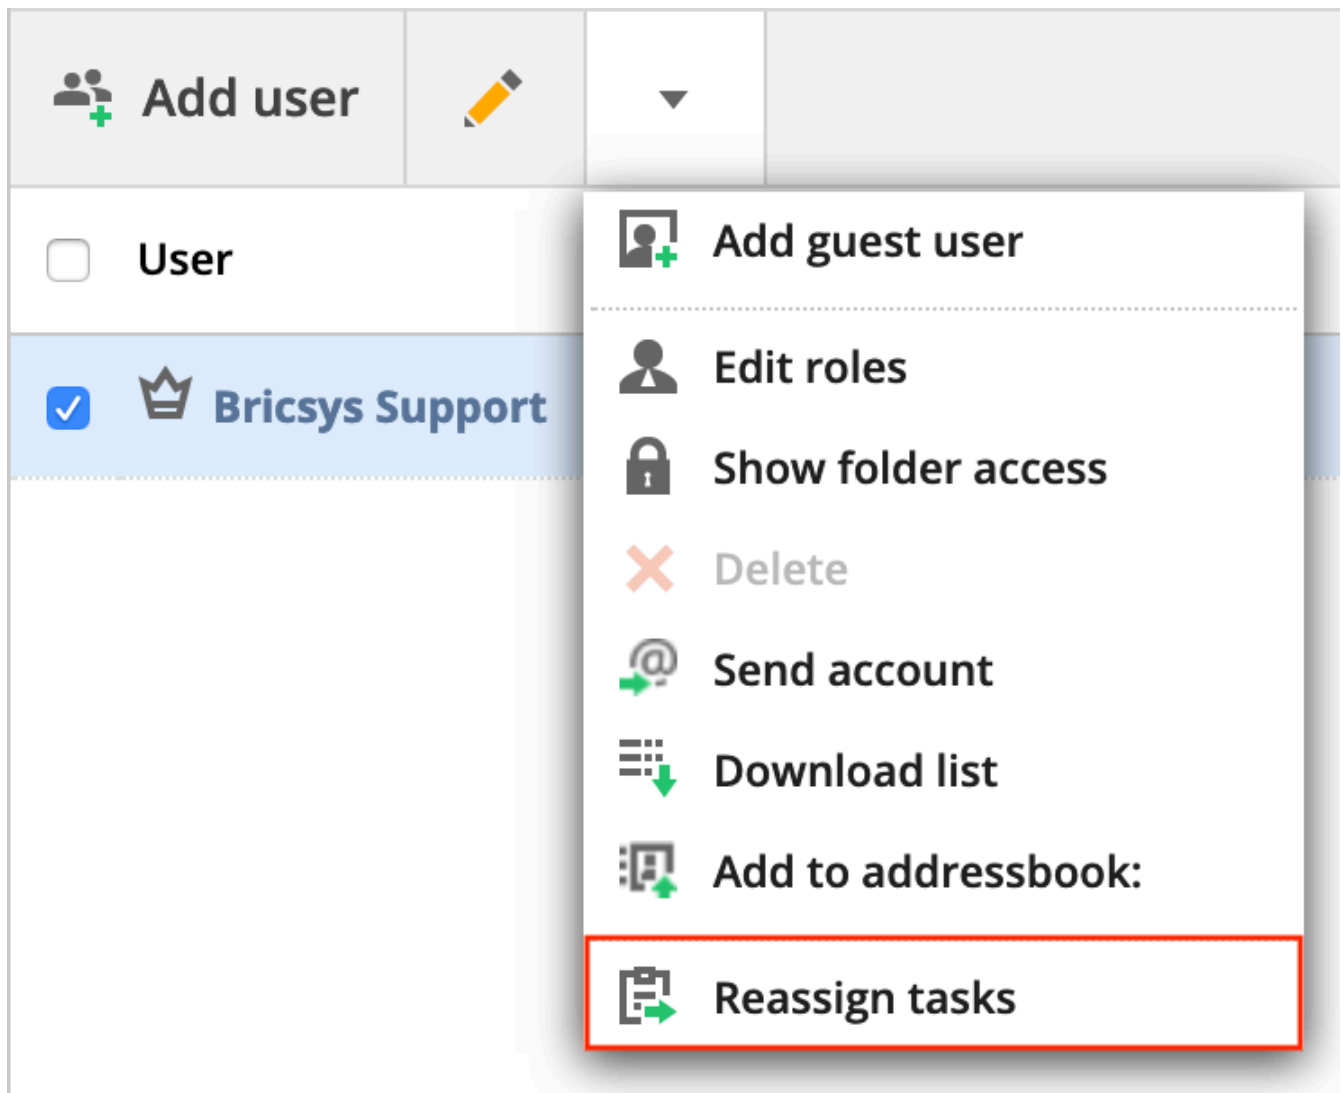 Add user
User
Bricsys Support
Add guest user
Edit roles
Show folder access
Delete
Send account
Download list
Add to addressbook:
Reassign tasks